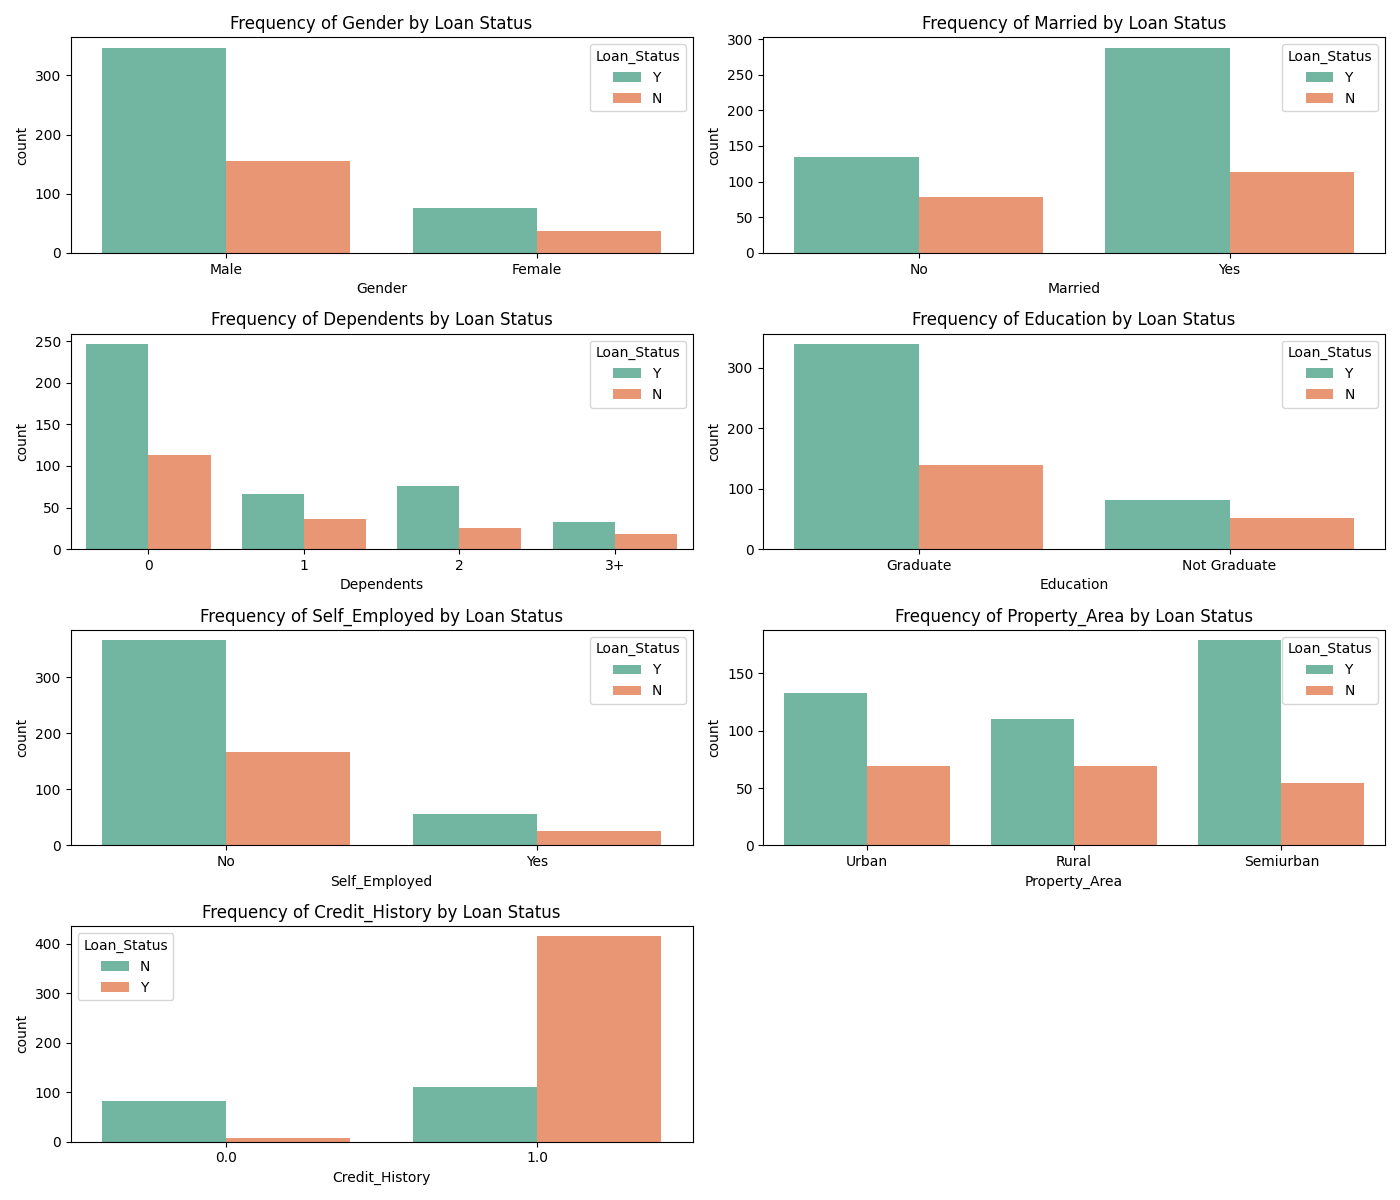 Frequency of Gender by Loan Status
Loan_Status
Y
N
300
200
100
0
count
Male Female
Gender
Frequency of Married by Loan Status
Loan_Status
Y
N
300
250
200
150
100
50
0
count
No Yes
Married
Frequency of Dependents by Loan Status
Loan_Status
Y
N
250
200
150
100
50
0
count
0 1 2 3+
Dependents
Frequency of Education by Loan Status
Loan_Status
Y
N
300
200
100
0
count
Graduate Not Graduate
Education
Frequency of Self_Employed by Loan Status
Loan_Status
Y
N
300
200
100
0
count
No Yes
Self_Employed
Frequency of Property_Area by Loan Status
Loan_Status
Y
N
150
100
50
0
count
Urban Rural Semiurban
Property_Area
Frequency of Credit_History by Loan Status
Loan_Status
N
Y
400
300
200
100
0
count
0.0 1.0
Credit_History